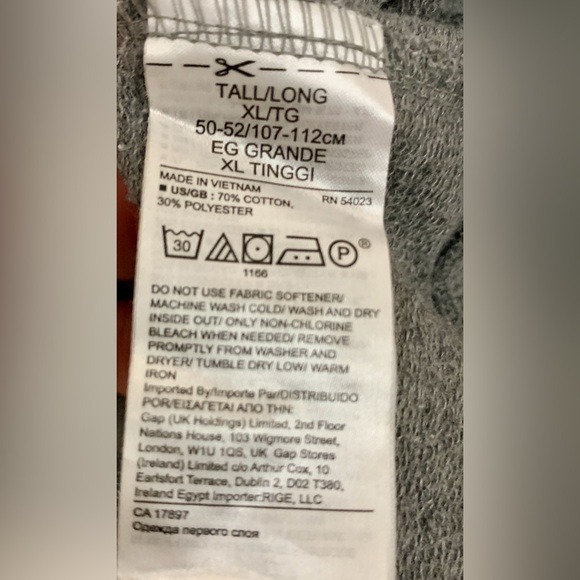 TALL/LONG
XL/TG
50-52/107-112CM
EG GRANDE
XL TINGGI
MADE IN VIETNAM
■ US/GB : 70% COTTON, RN 54023
30% POLYESTER
30 P ®
1166
DO NOT USE FABRIC SOFTENER/
MACHINE WASH COLD/ WASH AND DRY
INSIDE OUT/ ONLY NON-CHLORINE
BLEACH WHEN NEEDED/ REMOVE
PROMPTLY FROM WASHER AND
DRYER/ TUMBLE DRY LOW/ WARM
IRON
Imported By/Importe Par/DISTRIBUIDO
POR/ΕΙΣΑΓΕΤΑΙ ΑΠΟ ΤΗΝ:
Gap (UK Holdings) Limited, 2nd Floor
Nations House, 103 Wigmore Street,
London, W1U 1QS, UK Gap Stores
(Ireland) Limited c/o Arthur Cox, 10
Earlsfort Terrace, Dublin 2, D02 T380,
Ireland Egypt Importer:RIGE, LLC
CA 17897
Одежда первого слоя